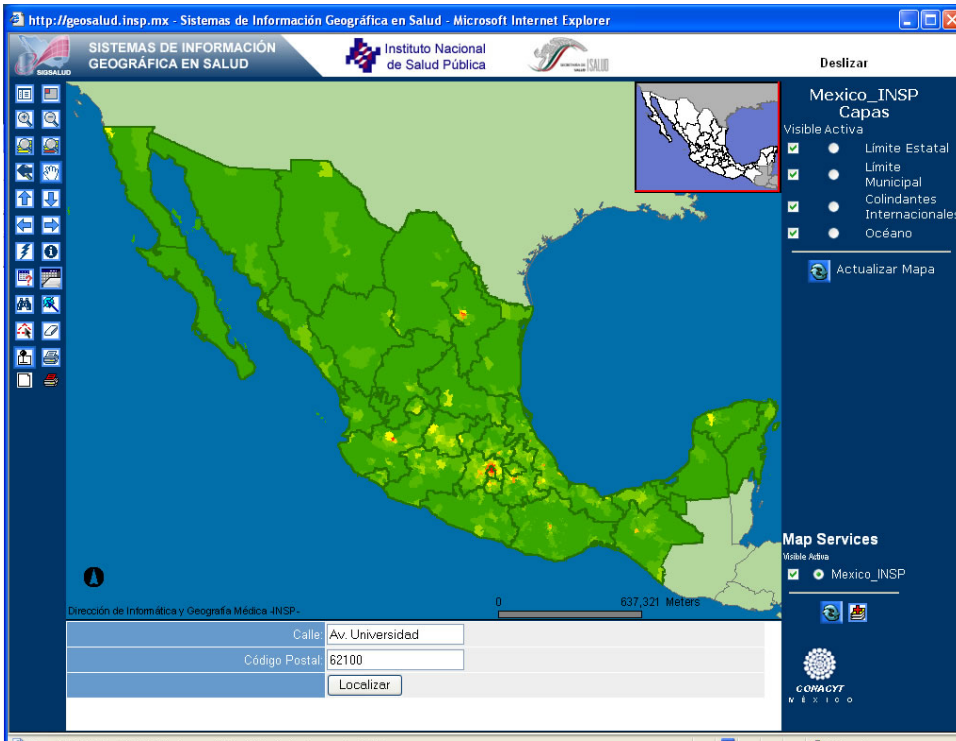 http://geosalud.insp.mx - Sistemas de Información Geográfica en Salud - Microsoft Internet Explorer
SIGSALUD
SISTEMAS DE INFORMACIÓN
GEOGRÁFICA EN SALUD
Instituto Nacional
de Salud Pública
SALUD
Deslizar
Mexico_INSP
Capas
Visible Activa
Límite Estatal
Límite
Municipal
Colindantes
Internacionales
Océano
Actualizar Mapa
Map Services
Visible Activa
Mexico_INSP
CONACYT
MÉXICO
Dirección de Informática y Geografía Médica -INSP-
0 637,321 Meters
Calle: Av. Universidad
Código Postal: 62100
Localizar